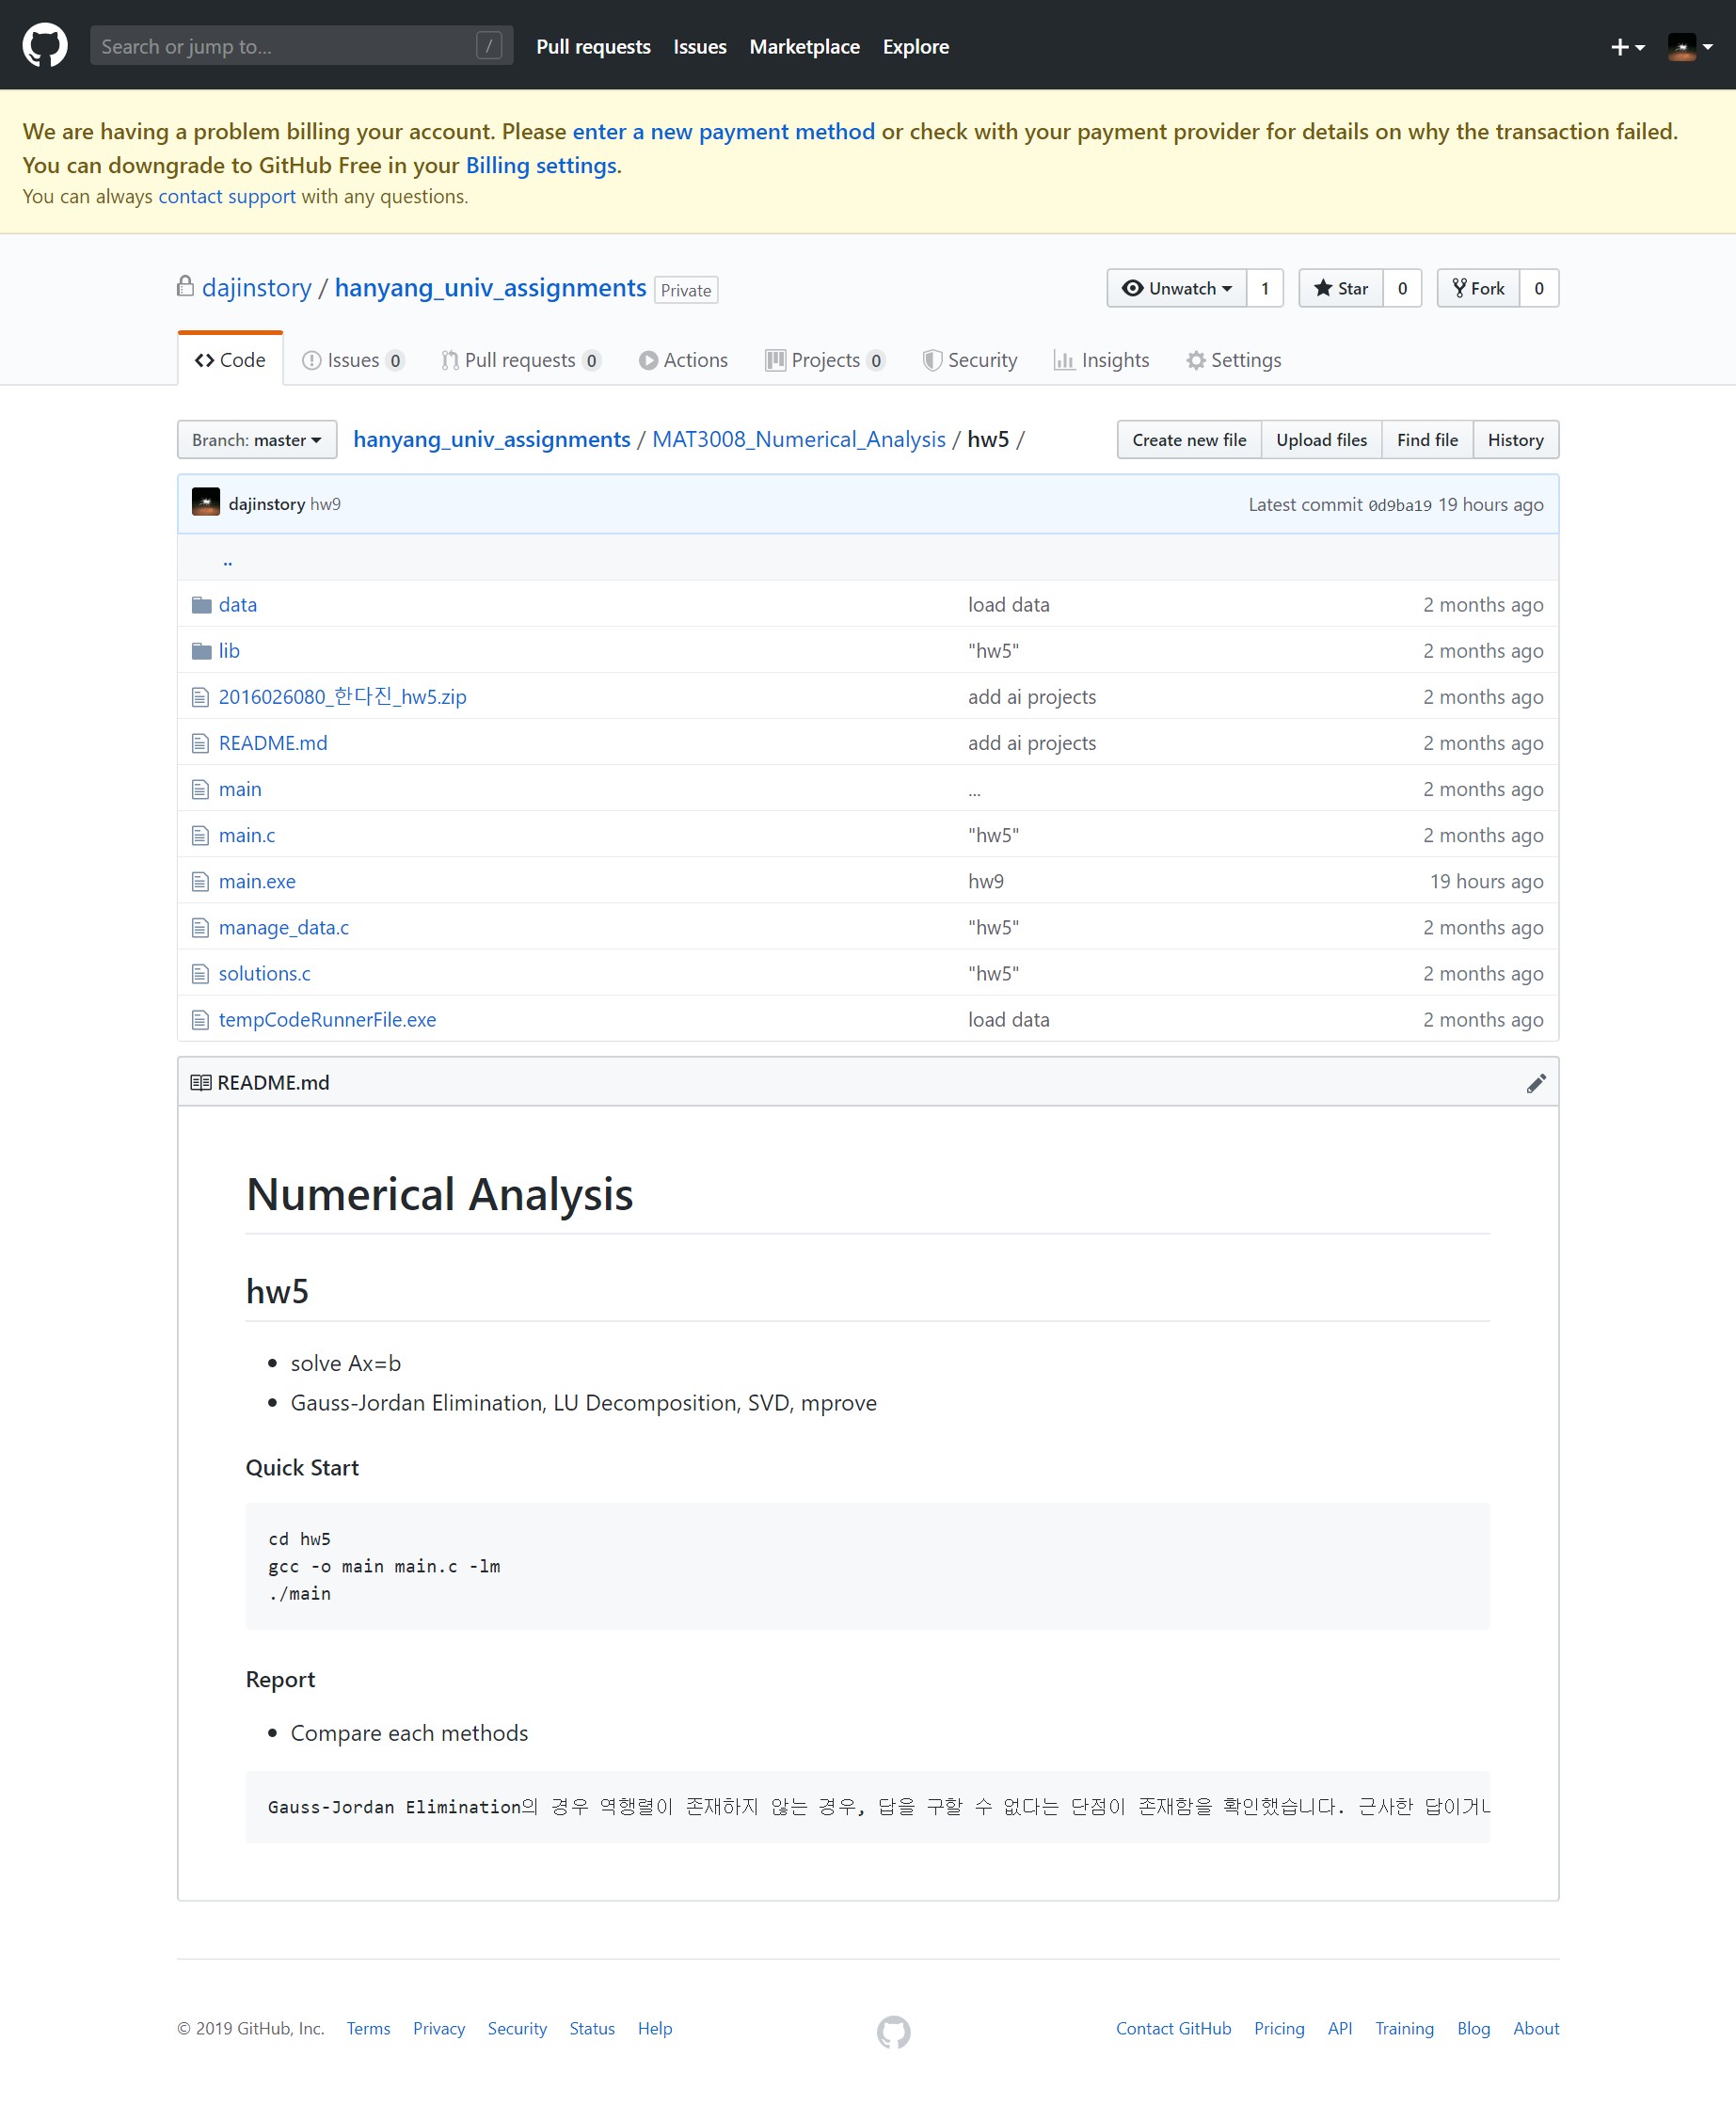 Search or jump to... /
Pull requests Issues Marketplace Explore
We are having a problem billing your account. Please enter a new payment method or check with your payment provider for details on why the transaction failed.
You can downgrade to GitHub Free in your Billing settings.
You can always contact support with any questions.
dajinstory / hanyang_univ_assignments Private
Unwatch 1 Star 0 Fork 0
Code Issues 0 Pull requests 0 Actions Projects 0 Security Insights Settings
Branch: master hanyang_univ_assignments / MAT3008_Numerical_Analysis / hw5 /
Create new file Upload files Find file History
dajinstory hw9 Latest commit 0d9ba19 19 hours ago
..
data load data 2 months ago
lib "hw5" 2 months ago
2016026080_한다진_hw5.zip add ai projects 2 months ago
README.md add ai projects 2 months ago
main ... 2 months ago
main.c "hw5" 2 months ago
main.exe hw9 19 hours ago
manage_data.c "hw5" 2 months ago
solutions.c "hw5" 2 months ago
tempCodeRunnerFile.exe load data 2 months ago
README.md
Numerical Analysis
hw5
• solve Ax=b
• Gauss-Jordan Elimination, LU Decomposition, SVD, mprove
Quick Start
cd hw5
gcc -o main main.c -lm
./main
Report
• Compare each methods
Gauss-Jordan Elimination의 경우 역행렬이 존재하지 않는 경우, 답을 구할 수 없다는 단점이 존재함을 확인했습니다. 근사한
© 2019 GitHub, Inc. Terms Privacy Security Status Help
Contact GitHub Pricing API Training Blog About